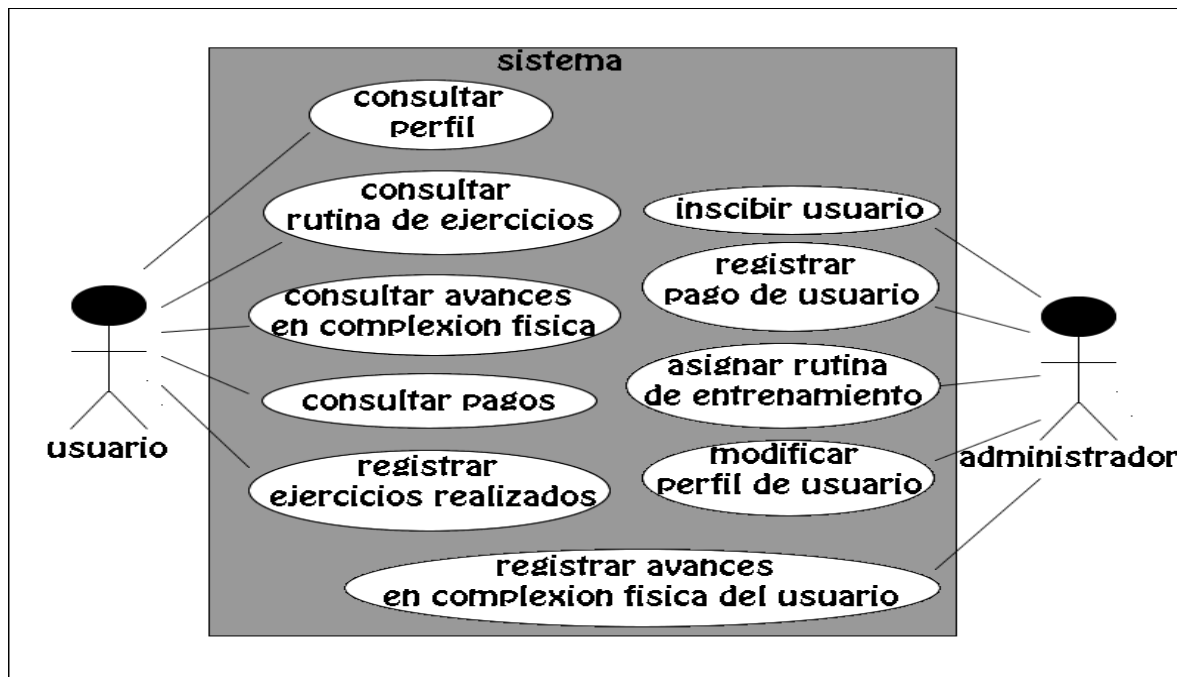 sistema
consultar
perfil
consultar
rutina de ejercicios
consultar avances
en complexion fisica
consultar pagos
registrar
ejercicios realizados
inscibir usuario
registrar
pago de usuario
asignar rutina
de entrenamiento
modificar
perfil de usuario
registrar avances
en complexion fisica del usuario
usuario
administrador